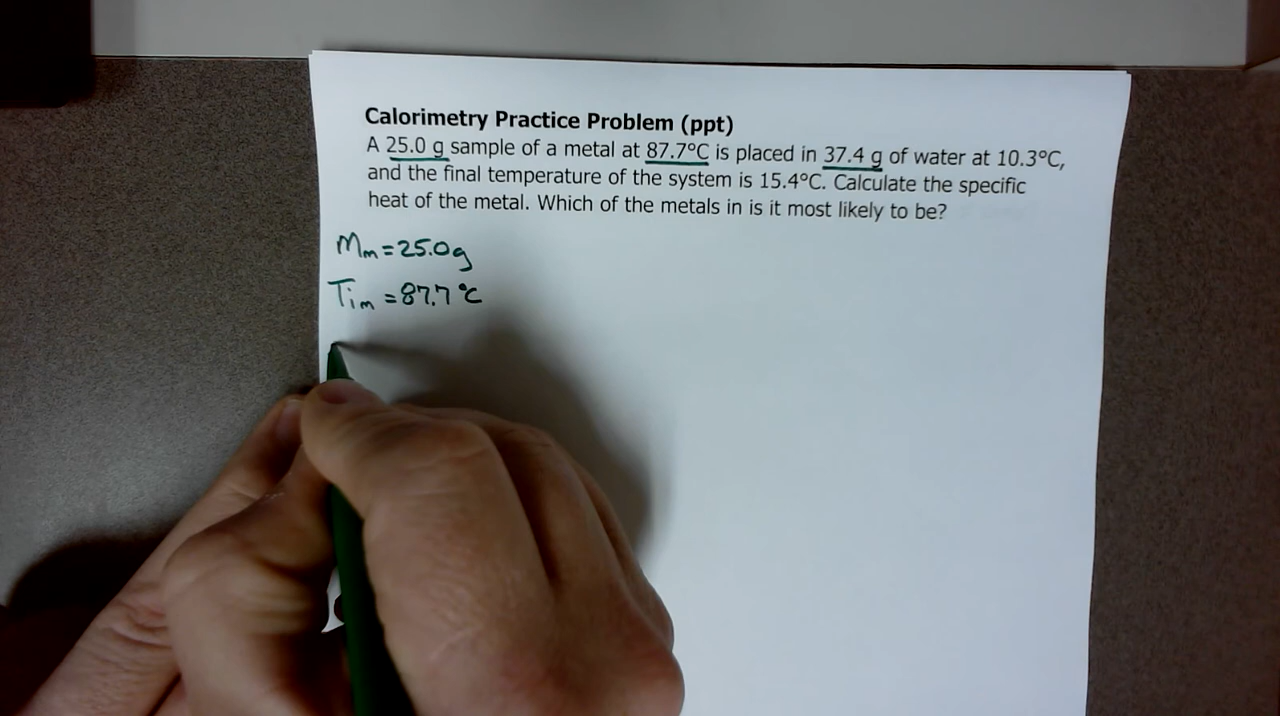 Calorimetry Practice Problem (ppt)
A 25.0 g sample of a metal at 87.7°C is placed in 37.4 g of water at 10.3°C,
and the final temperature of the system is 15.4°C. Calculate the specific
heat of the metal. Which of the metals in is it most likely to be?
Mm=25.0g
Tim=87.7°C